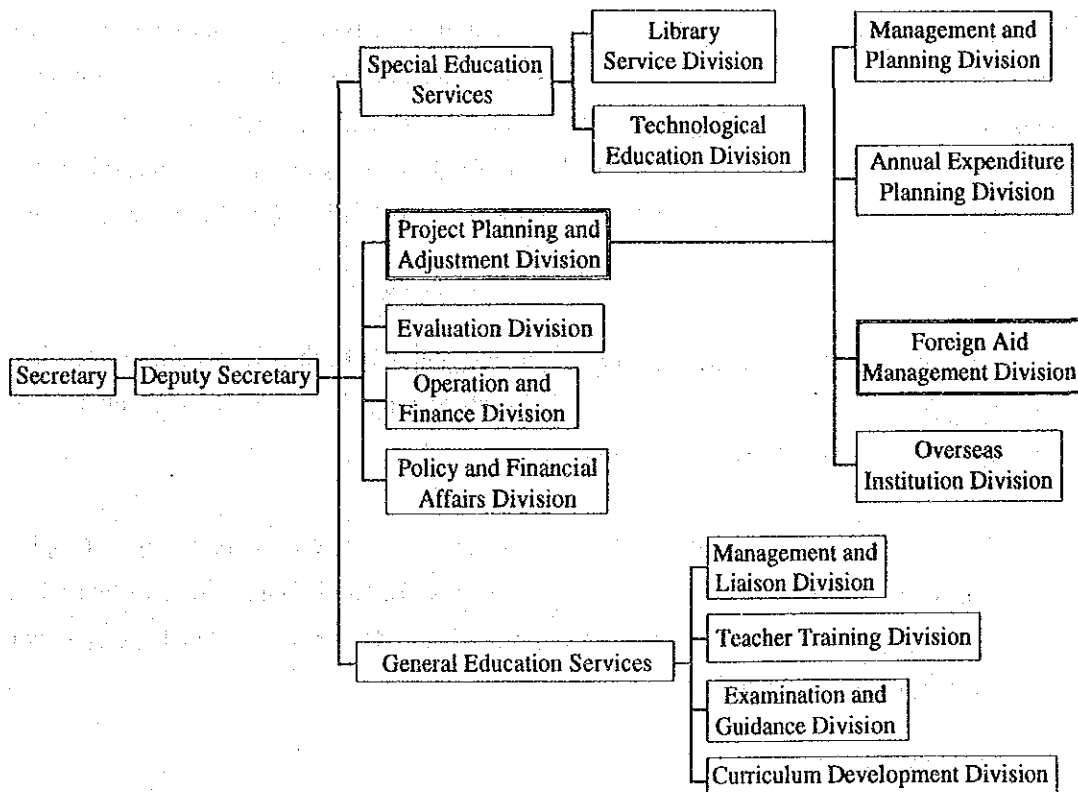 Library
Service Division
Management and
Planning Division
Special Education
Services
Technological
Education Division
Annual Expenditure
Planning Division
Project Planning and
Adjustment Division
Evaluation Division
Foreign Aid
Management Division
Secretary
Deputy Secretary
Operation and
Finance Division
Overseas
Institution Division
Policy and Financial
Affairs Division
Management and
Liaison Division
Teacher Training Division
General Education Services
Examination and
Guidance Division
Curriculum Development Division